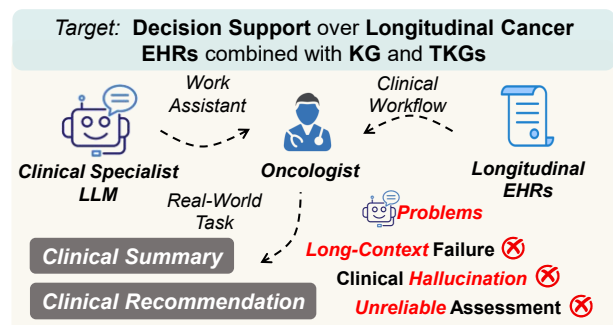 Target: Decision Support over Longitudinal Cancer
EHRs combined with KG and TKGs
Work
Assistant
Clinical
Workflow
Clinical Specialist
LLM
Oncologist
Longitudinal
EHRs
Real-World
Task
Problems
Long-Context Failure
Clinical Hallucination
Unreliable Assessment
Clinical Summary
Clinical Recommendation